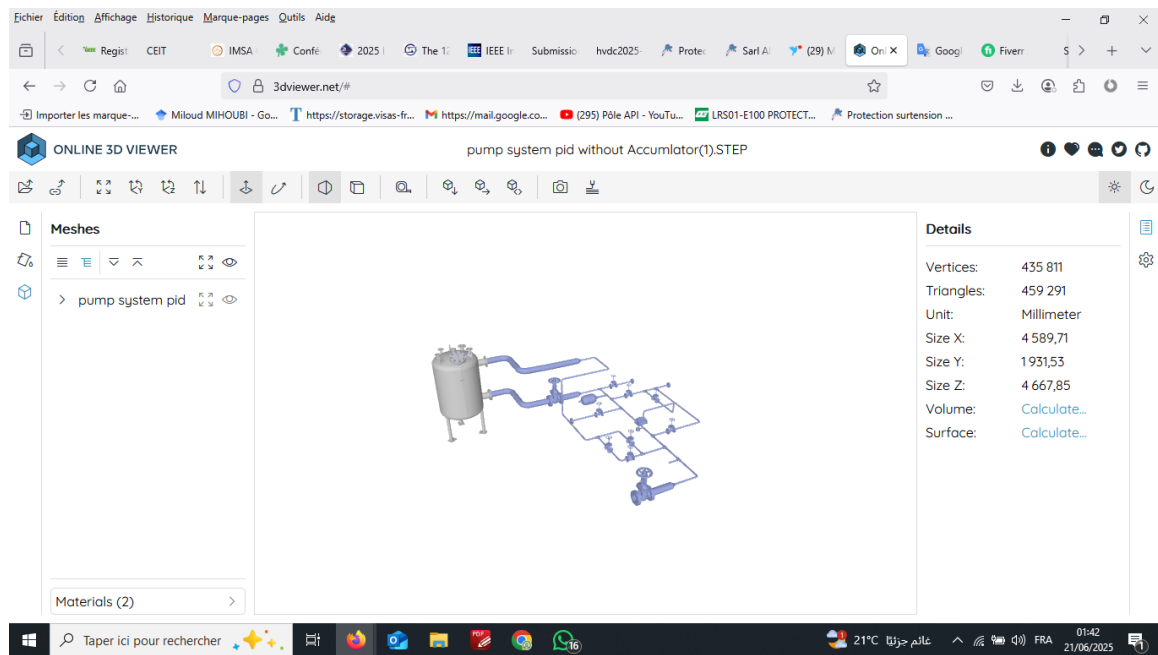 Fichier Édition Affichage Historique Marque-pages Outils Aide
Regist CEIT IMSA Confé 2025 The 12 IEEE In Submissio hvdc2025- Protec Sarl Al (29) M Onl Googl Fiverr S
3dviewer.net/#
Importer les marque-... Miloud MIHOUBI - Go... https://storage.visas-fr... https://mail.google.co... (295) Pôle API - YouTu... LRS01-E100 PROTECT... Protection surtension ...
ONLINE 3D VIEWER pump system pid without Accumlator(1).STEP
Meshes
pump system pid
Materials (2)
Details
Vertices: 435 811
Triangles: 459 291
Unit: Millimeter
Size X: 4 589,71
Size Y: 1 931,53
Size Z: 4 667,85
Volume: Calculate...
Surface: Calculate...
Taper ici pour rechercher 16 21°C غائم جزئيًا FRA 01:42
21/06/2025 1